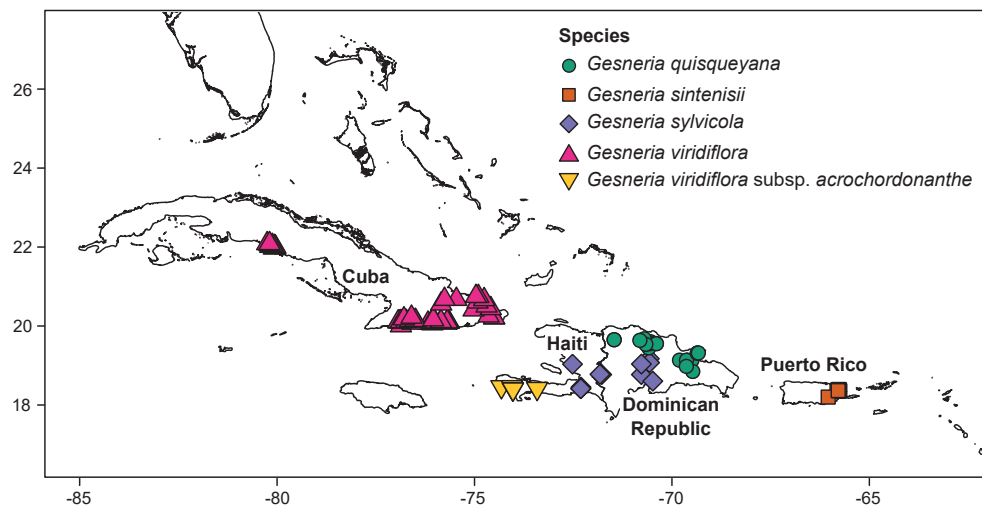 Species
Gesneria quisqueyana
Gesneria sintenisii
Gesneria sylvicola
Gesneria viridiflora
Gesneria viridiflora subsp. acrochordonanthe
26
24
22
20
18
Cuba
Haiti
Dominican
Republic
Puerto Rico
-85
-80
-75
-70
-65